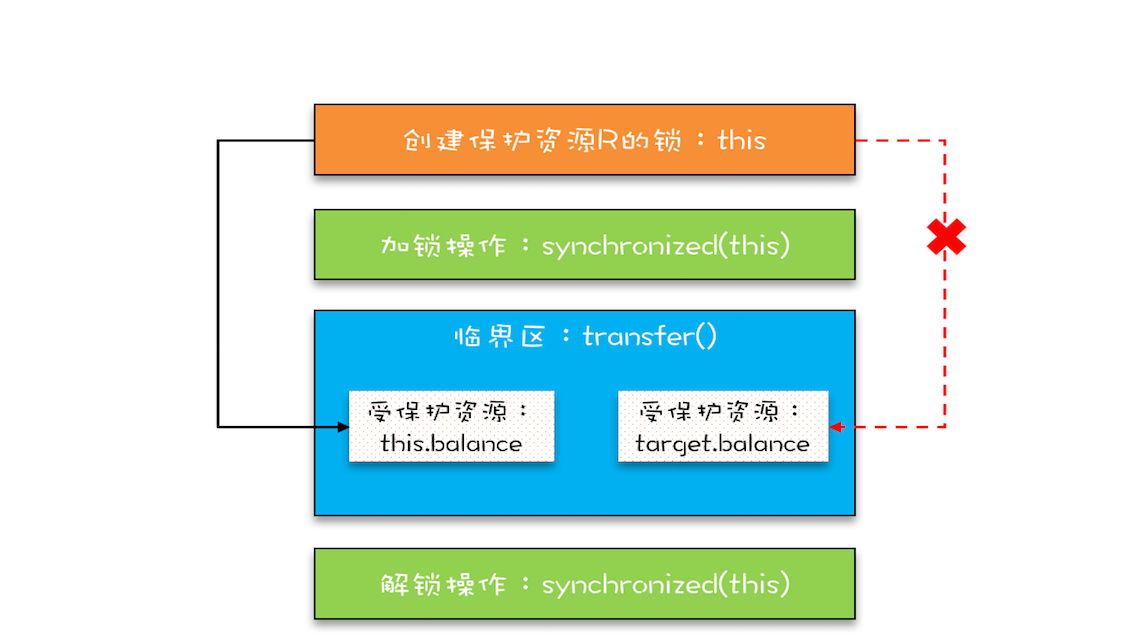 创建保护资源R的锁：this
加锁操作：synchronized(this)
临界区：transfer()
受保护资源：
this.balance
受保护资源：
target.balance
解锁操作：synchronized(this)